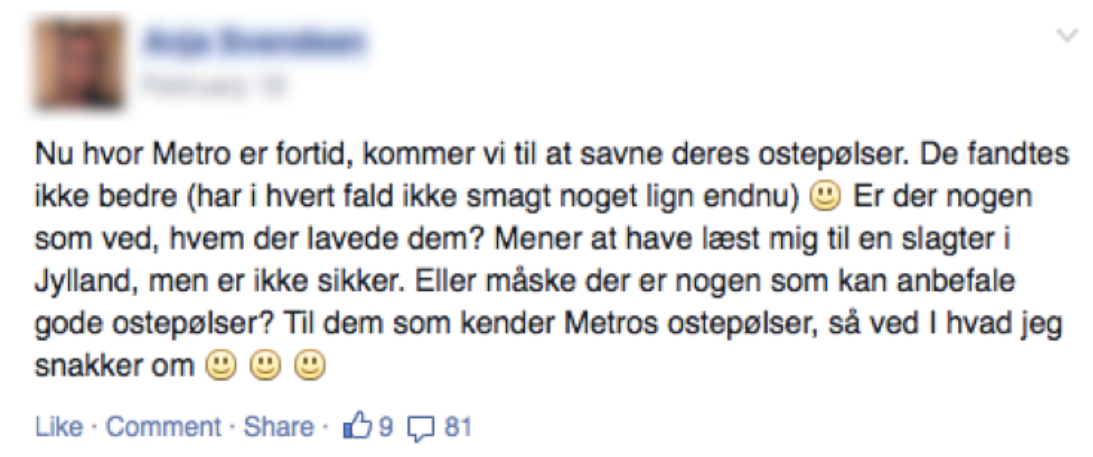 Nu hvor Metro er fortid, kommer vi til at savne deres ostepølser. De fandtes
ikke bedre (har i hvert fald ikke smagt noget lign endnu) 🙂 Er der nogen
som ved, hvem der lavede dem? Mener at have læst mig til en slagter i
Jylland, men er ikke sikker. Eller måske der er nogen som kan anbefale
gode ostepølser? Til dem som kender Metros ostepølser, så ved I hvad jeg
snakker om 🙂 🙂 🙂
Like · Comment · Share · 9 81